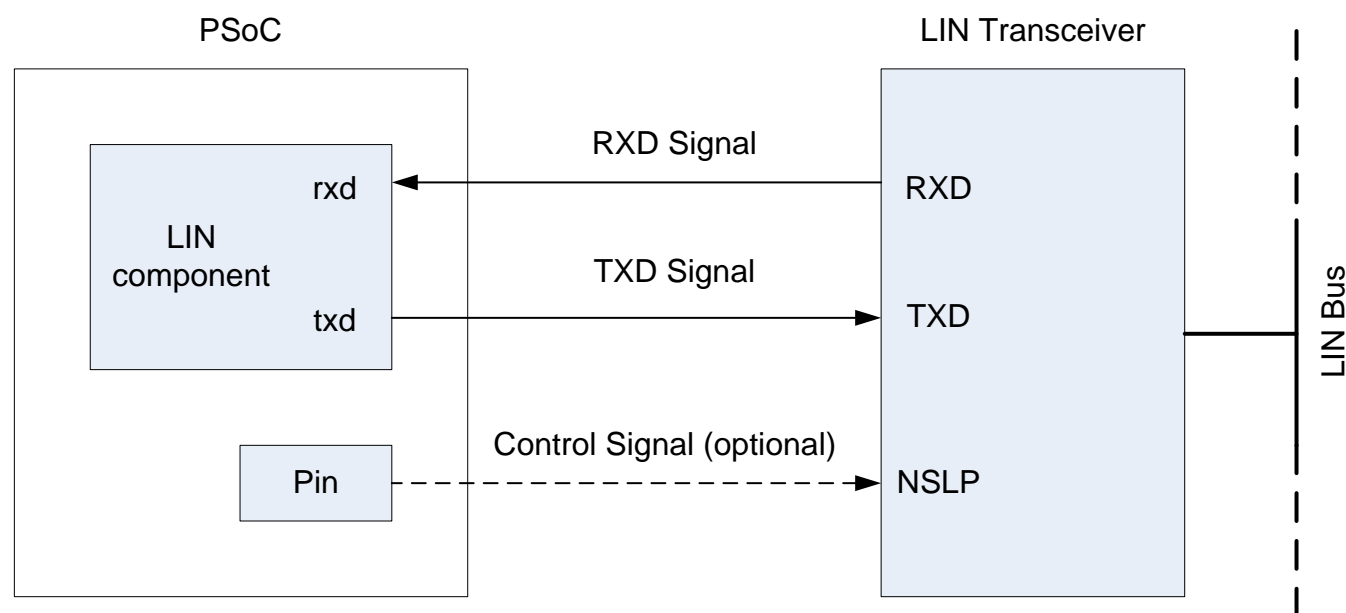 PSoC
LIN Transceiver
RXD Signal
rxd
RXD
LIN
component
TXD Signal
txd
TXD
LIN Bus
Control Signal (optional)
Pin
NSLP